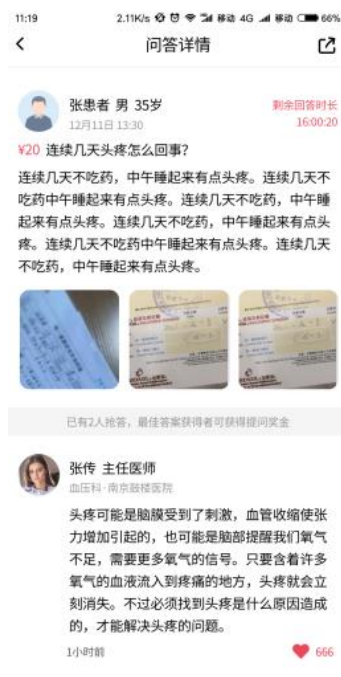 11:19
2.11K/s 移动 4G 移动 66%
问答详情
张患者 男 35岁
剩余回答时长
12月11日 13:30
16:00:20
¥20 连续几天头疼怎么回事?
连续几天不吃药，中午睡起来有点头疼。连续几天不
吃药中午睡起来有点头疼。连续几天不吃药，中午睡
起来有点头疼。连续几天不吃药，中午睡起来有点头
疼。连续几天不吃药中午睡起来有点头疼。连续几天
不吃药，中午睡起来有点头疼。
已有2人抢答，最佳答案获得者可获得提问奖金
张传 主任医师
血压科·南京鼓楼医院
头疼可能是脑膜受到了刺激，血管收缩使张
力增加引起的，也可能是脑部提醒我们氧气
不足，需要更多氧气的信号。只要含着许多
氧气的血液流入到疼痛的地方，头疼就会立
刻消失。不过必须找到头疼是什么原因造成
的，才能解决头疼的问题。
1小时前
666